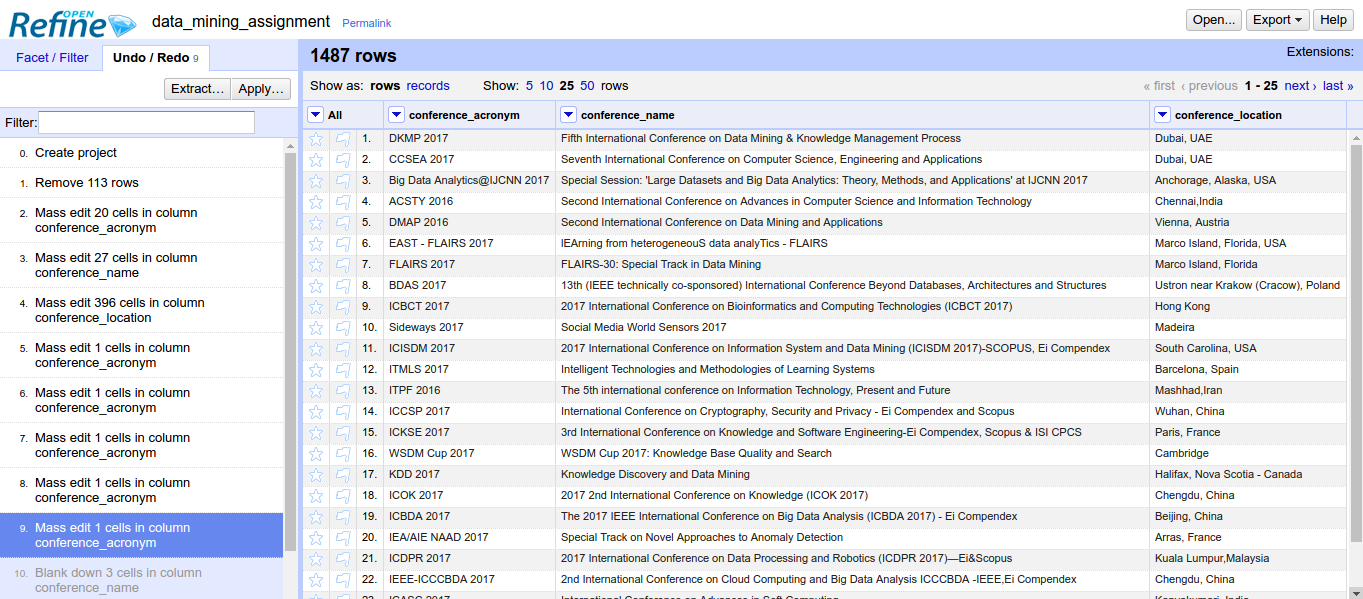 OPEN
Refine
data_mining_assignment Permalink
Open... Export Help
Facet / Filter Undo / Redo 9
1487 rows
Extensions:
Extract... Apply...
Show as: rows records Show: 5 10 25 50 rows
« first ‹ previous 1 - 25 next › last »
Filter:
All conference_acronym conference_name conference_location
0. Create project
1. Remove 113 rows
2. Mass edit 20 cells in column
conference_acronym
3. Mass edit 27 cells in column
conference_name
4. Mass edit 396 cells in column
conference_location
5. Mass edit 1 cells in column
conference_acronym
6. Mass edit 1 cells in column
conference_acronym
7. Mass edit 1 cells in column
conference_acronym
8. Mass edit 1 cells in column
conference_acronym
9. Mass edit 1 cells in column
conference_acronym
10. Blank down 3 cells in column
conference_name
1. DKMP 2017 Fifth International Conference on Data Mining & Knowledge Management Process Dubai, UAE
2. CCSEA 2017 Seventh International Conference on Computer Science, Engineering and Applications Dubai, UAE
3. Big Data Analytics@IJCNN 2017 Special Session: 'Large Datasets and Big Data Analytics: Theory, Methods, and Applications' at IJCNN 2017 Anchorage, Alaska, USA
4. ACSTY 2016 Second International Conference on Advances in Computer Science and Information Technology Chennai,India
5. DMAP 2016 Second International Conference on Data Mining and Applications Vienna, Austria
6. EAST - FLAIRS 2017 lEArning from heterogeneouS data analyTics - FLAIRS Marco Island, Florida, USA
7. FLAIRS 2017 FLAIRS-30: Special Track in Data Mining Marco Island, Florida
8. BDAS 2017 13th (IEEE technically co-sponsored) International Conference Beyond Databases, Architectures and Structures Ustron near Krakow (Cracow), Poland
9. ICBCT 2017 2017 International Conference on Bioinformatics and Computing Technologies (ICBCT 2017) Hong Kong
10. Sideways 2017 Social Media World Sensors 2017 Madeira
11. ICISDM 2017 2017 International Conference on Information System and Data Mining (ICISDM 2017)-SCOPUS, Ei Compendex South Carolina, USA
12. ITMLS 2017 Intelligent Technologies and Methodologies of Learning Systems Barcelona, Spain
13. ITPF 2016 The 5th international conference on Information Technology, Present and Future Mashhad,Iran
14. ICCSP 2017 International Conference on Cryptography, Security and Privacy - Ei Compendex and Scopus Wuhan, China
15. ICKSE 2017 3rd International Conference on Knowledge and Software Engineering-Ei Compendex, Scopus & ISI CPCS Paris, France
16. WSDM Cup 2017 WSDM Cup 2017: Knowledge Base Quality and Search Cambridge
17. KDD 2017 Knowledge Discovery and Data Mining Halifax, Nova Scotia - Canada
18. ICOK 2017 2017 2nd International Conference on Knowledge (ICOK 2017) Chengdu, China
19. ICBDA 2017 The 2017 IEEE International Conference on Big Data Analysis (ICBDA 2017) - Ei Compendex Beijing, China
20. IEA/AIE NAAD 2017 Special Track on Novel Approaches to Anomaly Detection Arras, France
21. ICDPR 2017 2017 International Conference on Data Processing and Robotics (ICDPR 2017)—Ei&Scopus Kuala Lumpur,Malaysia
22. IEEE-ICCCBDA 2017 2nd International Conference on Cloud Computing and Big Data Analysis ICCCBDA -IEEE,Ei Compendex Chengdu, China